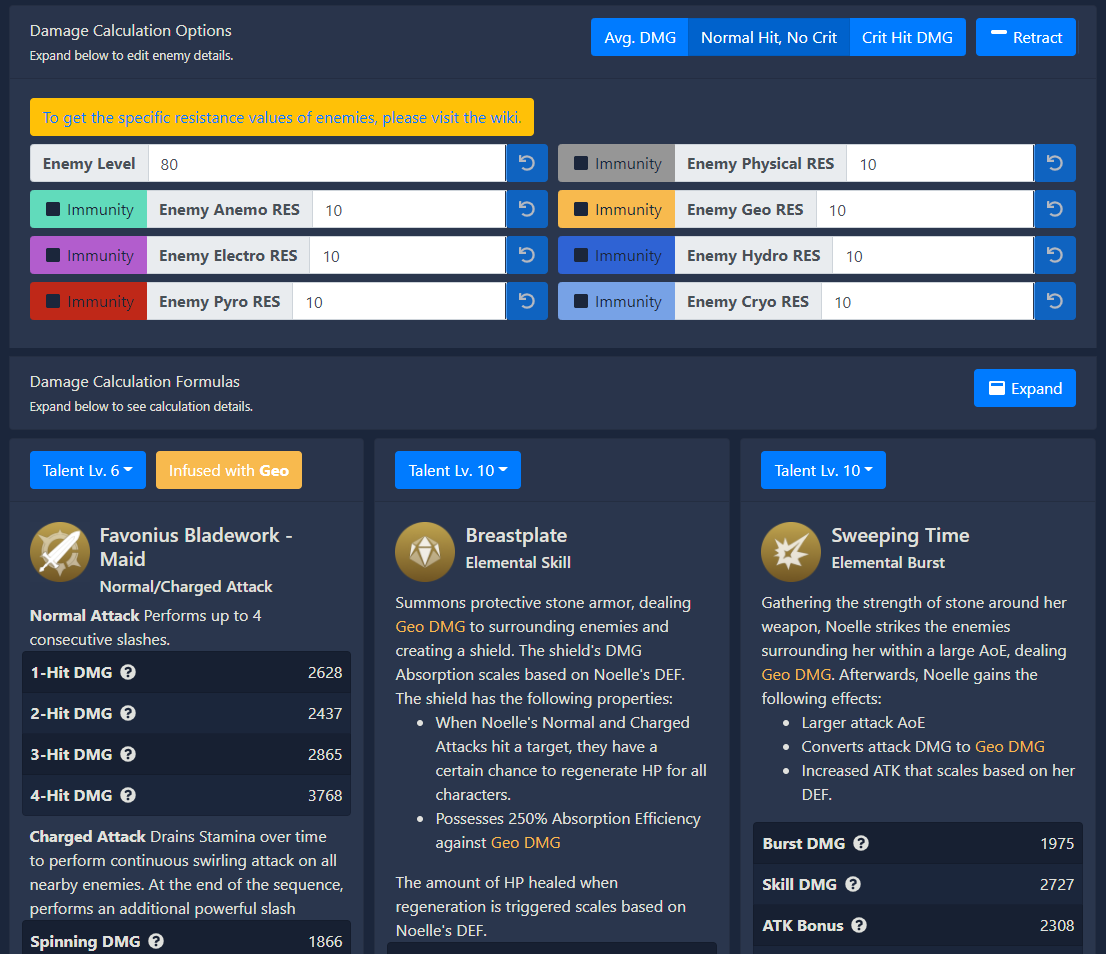 Damage Calculation Options
Expand below to edit enemy details.
Avg. DMG Normal Hit, No Crit Crit Hit DMG Retract
To get the specific resistance values of enemies, please visit the wiki.
Enemy Level 80
Immunity Enemy Physical RES 10
Immunity Enemy Anemo RES 10
Immunity Enemy Geo RES 10
Immunity Enemy Electro RES 10
Immunity Enemy Hydro RES 10
Immunity Enemy Pyro RES 10
Immunity Enemy Cryo RES 10
Damage Calculation Formulas
Expand below to see calculation details.
Expand
Talent Lv. 6 Infused with Geo
Favonius Bladework -
Maid
Normal/Charged Attack
Normal Attack Performs up to 4
consecutive slashes.
1-Hit DMG ? 2628
2-Hit DMG ? 2437
3-Hit DMG ? 2865
4-Hit DMG ? 3768
Charged Attack Drains Stamina over time
to perform continuous swirling attack on all
nearby enemies. At the end of the sequence,
performs an additional powerful slash
Spinning DMG ? 1866
Talent Lv. 10
Breastplate
Elemental Skill
Summons protective stone armor, dealing
Geo DMG to surrounding enemies and
creating a shield. The shield's DMG
Absorption scales based on Noelle's DEF.
The shield has the following properties:
• When Noelle's Normal and Charged
Attacks hit a target, they have a
certain chance to regenerate HP for all
characters.
• Possesses 250% Absorption Efficiency
against Geo DMG
The amount of HP healed when
regeneration is triggered scales based on
Noelle's DEF.
Talent Lv. 10
Sweeping Time
Elemental Burst
Gathering the strength of stone around her
weapon, Noelle strikes the enemies
surrounding her within a large AoE, dealing
Geo DMG. Afterwards, Noelle gains the
following effects:
• Larger attack AoE
• Converts attack DMG to Geo DMG
• Increased ATK that scales based on her
DEF.
Burst DMG ? 1975
Skill DMG ? 2727
ATK Bonus ? 2308